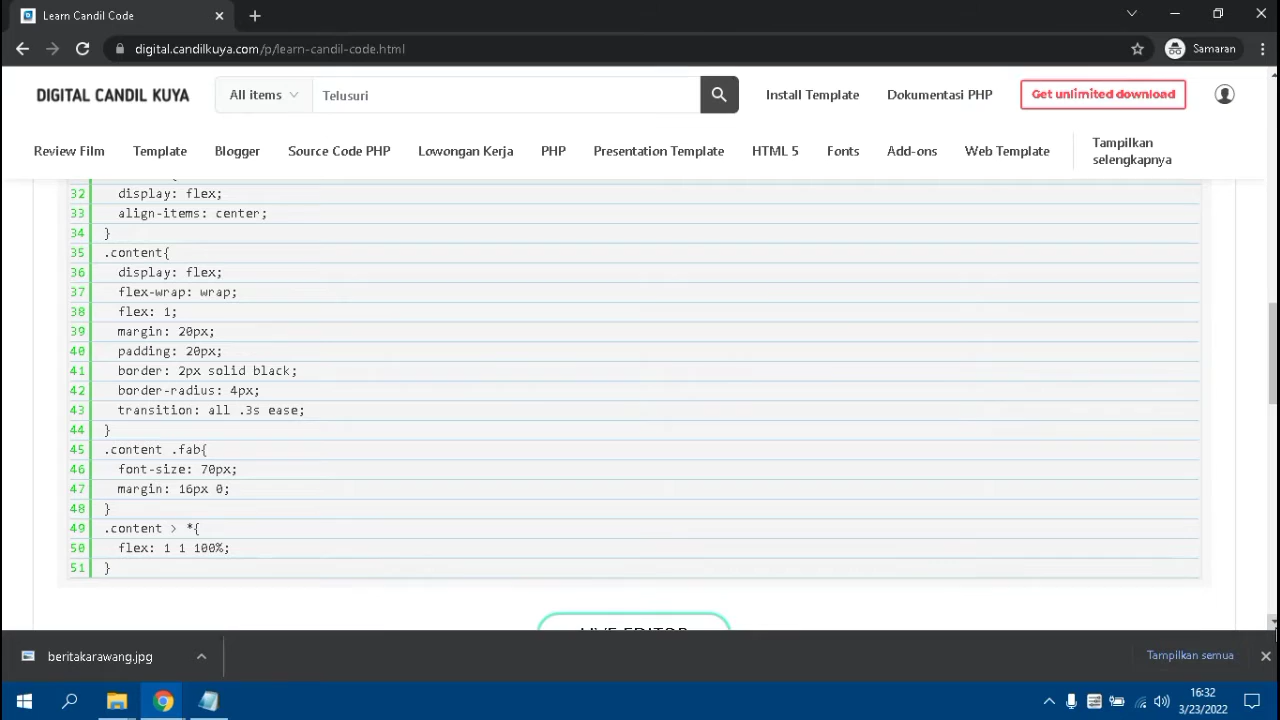 Learn Candil Code
digital.candilkuya.com/p/learn-candil-code.html
Samaran
DIGITAL CANDIL KUYA
All items
Telusuri
Install Template
Dokumentasi PHP
Get unlimited download
Review Film
Template
Blogger
Source Code PHP
Lowongan Kerja
PHP
Presentation Template
HTML 5
Fonts
Add-ons
Web Template
Tampilkan
selengkapnya
32 display: flex;
33 align-items: center;
34 }
35 .content{
36 display: flex;
37 flex-wrap: wrap;
38 flex: 1;
39 margin: 20px;
40 padding: 20px;
41 border: 2px solid black;
42 border-radius: 4px;
43 transition: all .3s ease;
44 }
45 .content .fab{
46 font-size: 70px;
47 margin: 16px 0;
48 }
49 .content > *{
50 flex: 1 1 100%;
51 }
LIVE EDITOR
beritakarawang.jpg
Tampilkan semua
16:32
3/23/2022